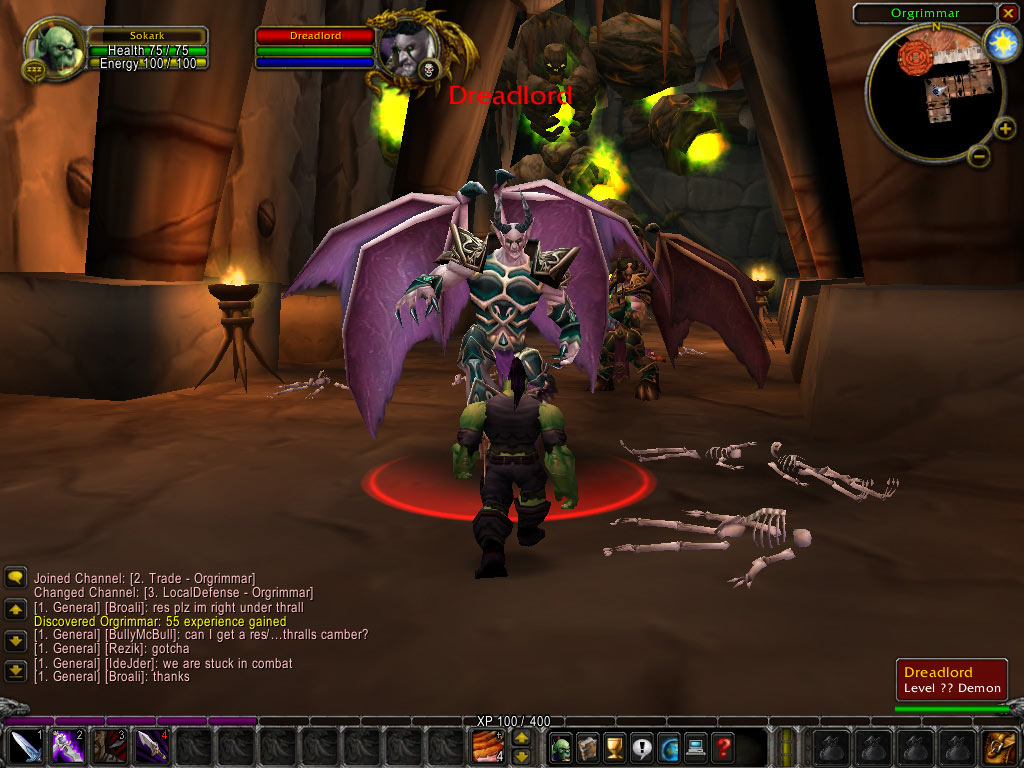 Sokark
Health 75 / 75
Energy 100 / 100
zzz
Dreadlord
Dreadlord
Orgrimmar
N
Joined Channel: [2. Trade - Orgrimmar]
Changed Channel: [3. LocalDefense - Orgrimmar]
[1. General] [Broali]: res plz im right under thrall
Discovered Orgrimmar: 55 experience gained
[1. General] [BullyMcBull]: can I get a res/...thralls camber?
[1. General] [Rezik]: gotcha
[1. General] [IdeJder]: we are stuck in combat
[1. General] [Broali]: thanks
Dreadlord
Level ?? Demon
XP 100 / 400
1
2
3
4
4